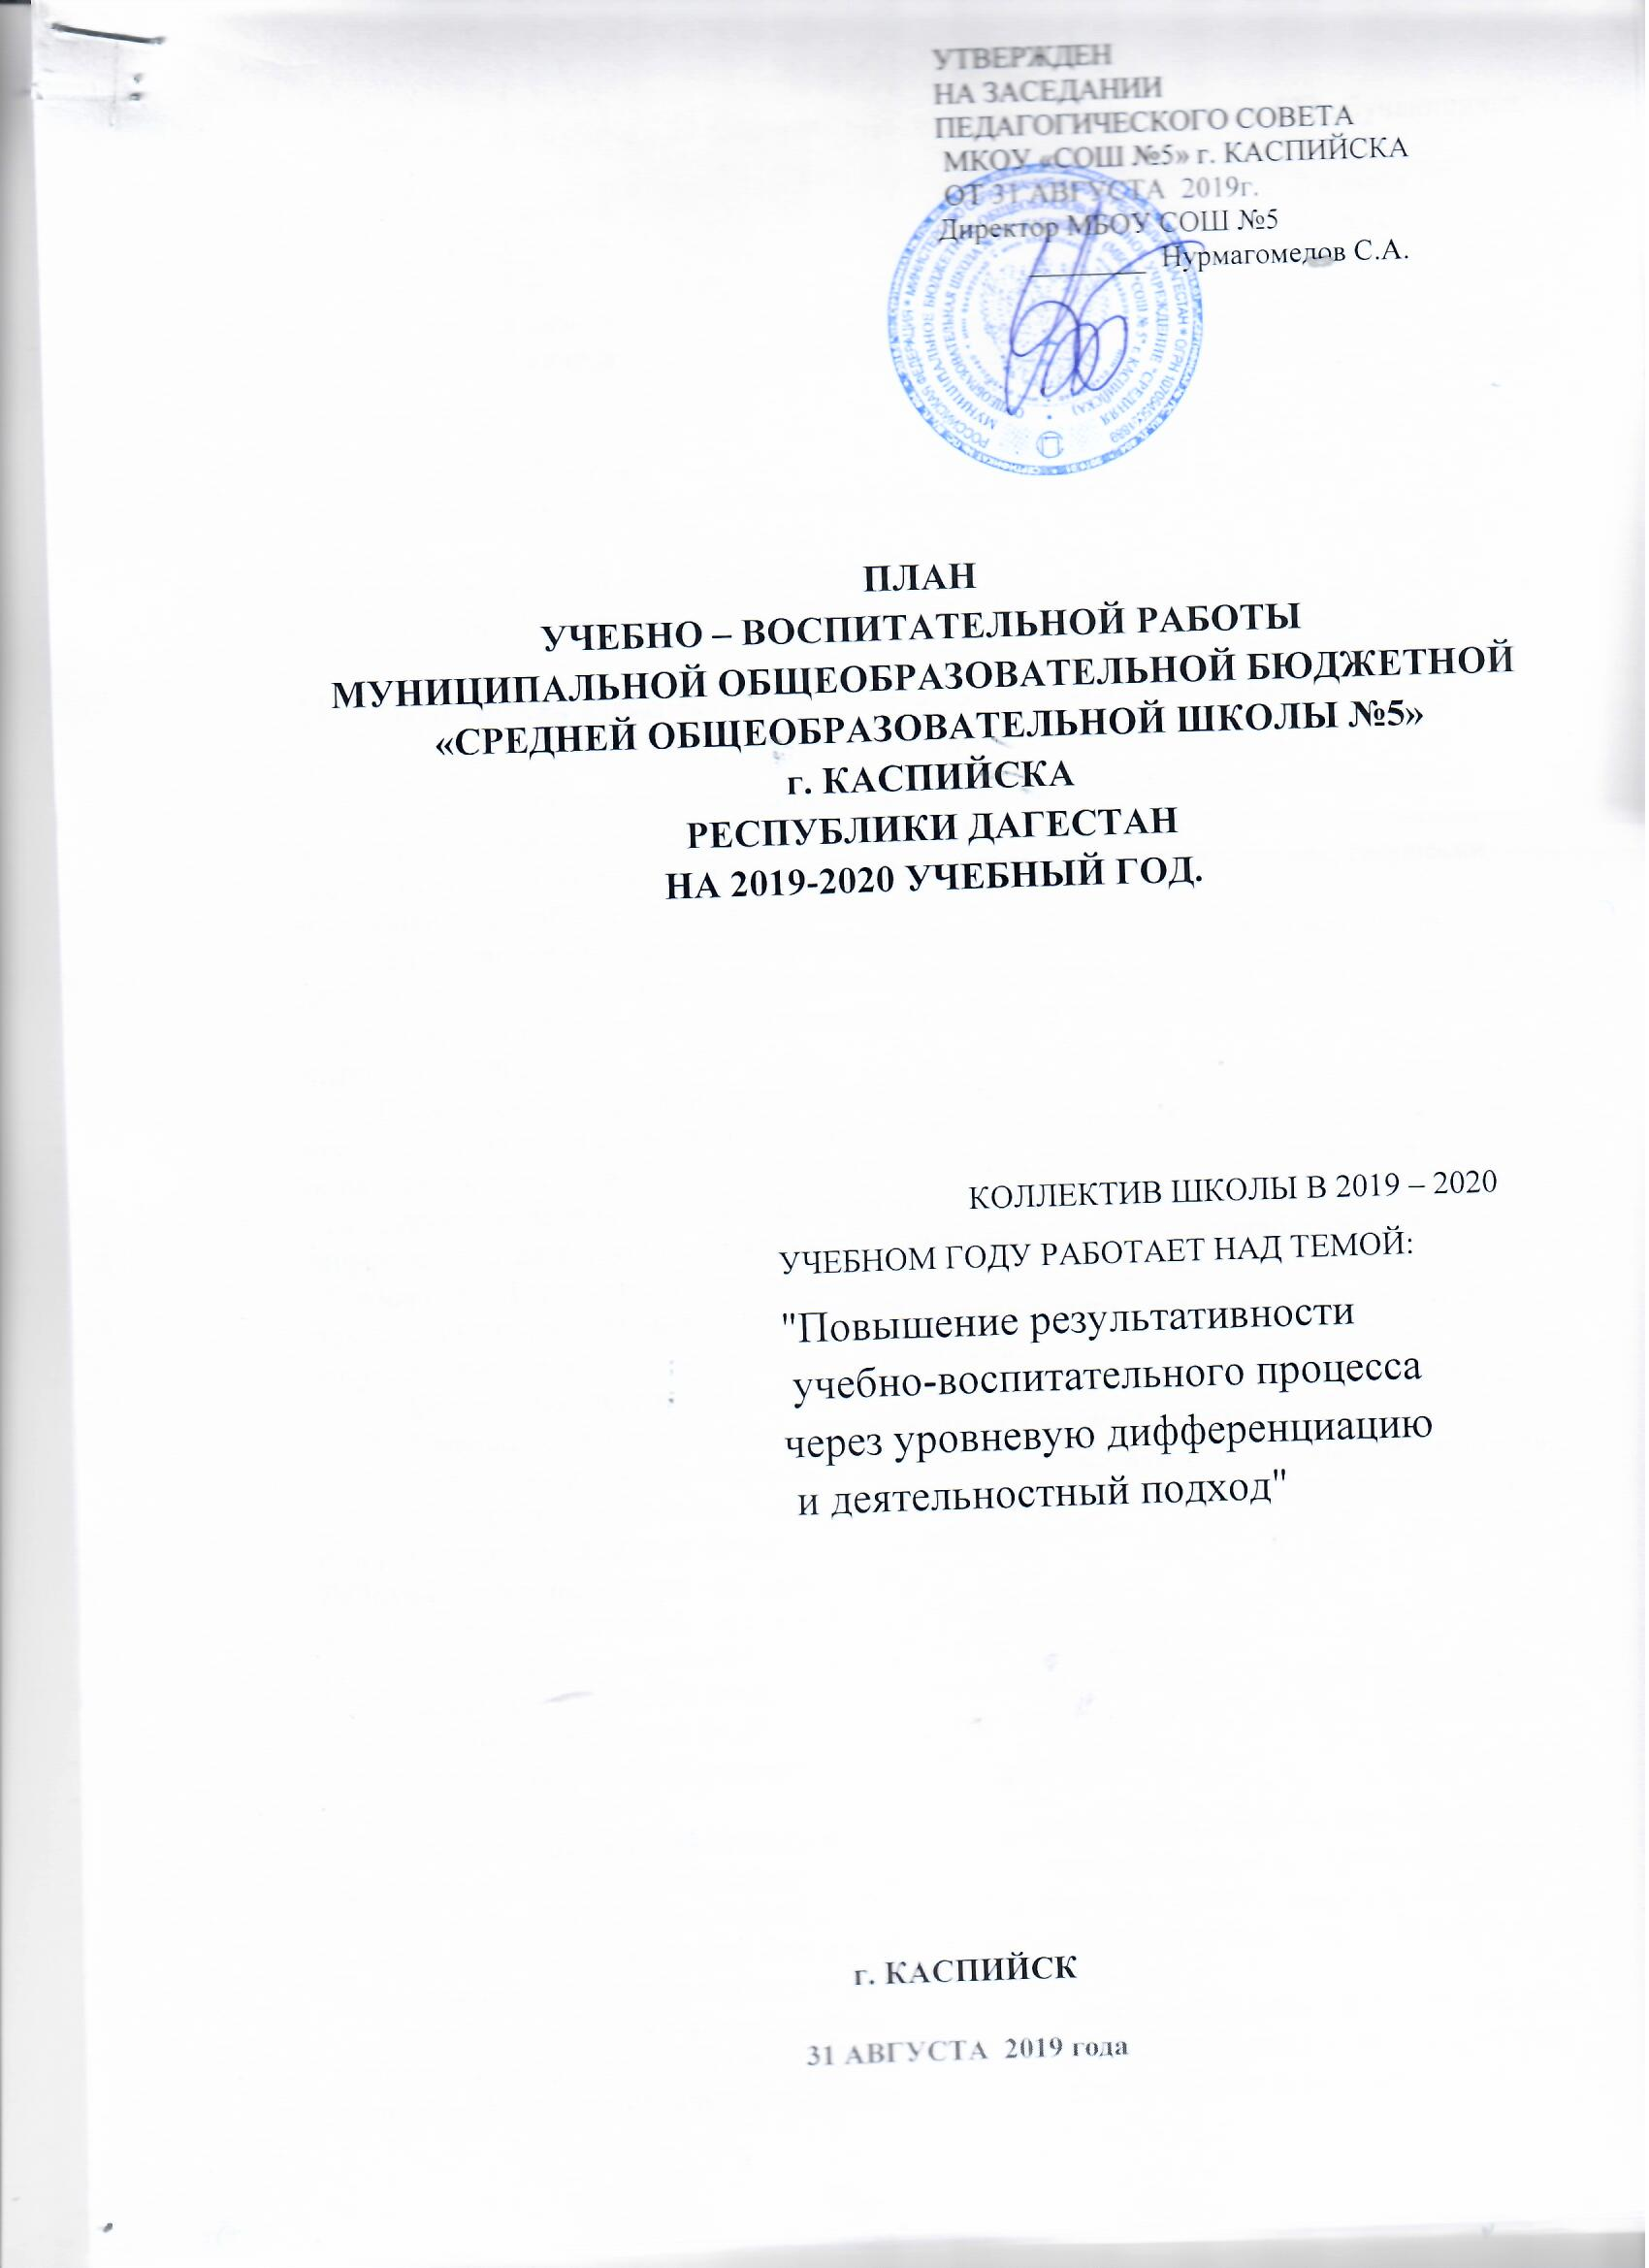 УТВЕРЖДЕН
НА ЗАСЕДАНИИ
ПЕДАГОГИЧЕСКОГО СОВЕТА
МКОУ «СОШ №5» г. КАСПИЙСКА
ОТ 31 АВГУСТА 2019г.
Директор МБОУ СОШ №5
________ Нурмагомедов С.А.
ПЛАН
УЧЕБНО – ВОСПИТАТЕЛЬНОЙ РАБОТЫ
МУНИЦИПАЛЬНОЙ ОБЩЕОБРАЗОВАТЕЛЬНОЙ БЮДЖЕТНОЙ
«СРЕДНЕЙ ОБЩЕОБРАЗОВАТЕЛЬНОЙ ШКОЛЫ №5»
г. КАСПИЙСКА
РЕСПУБЛИКИ ДАГЕСТАН
НА 2019-2020 УЧЕБНЫЙ ГОД.
КОЛЛЕКТИВ ШКОЛЫ В 2019 – 2020
УЧЕБНОМ ГОДУ РАБОТАЕТ НАД ТЕМОЙ:
"Повышение результативности
учебно-воспитательного процесса
через уровневую дифференциацию
и деятельностный подход"
г. КАСПИЙСК
31 АВГУСТА 2019 года